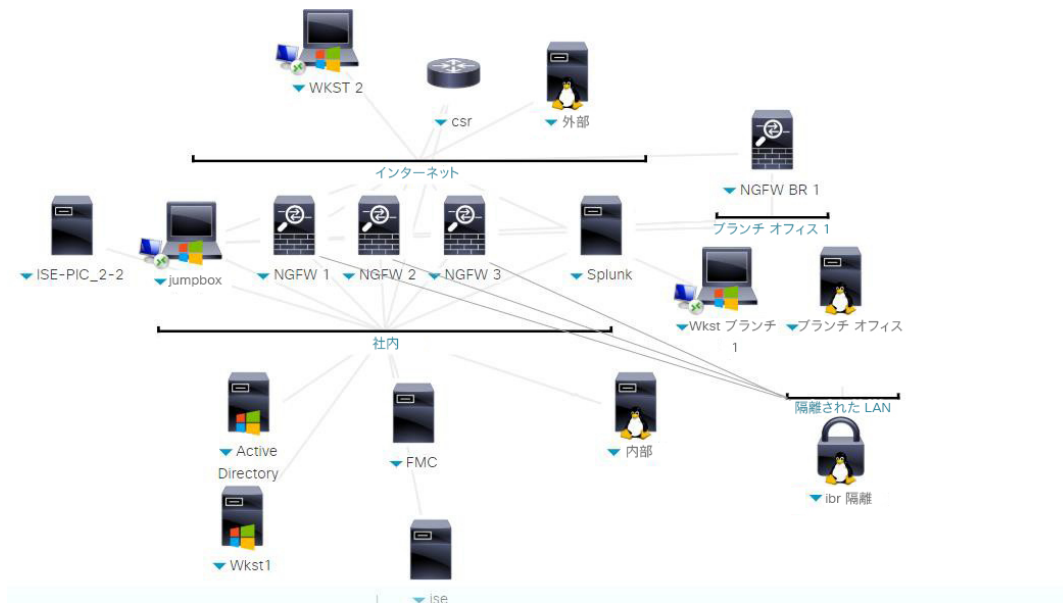 WKST 2
csr
外部
インターネット
NGFW BR 1
ブランチ オフィス 1
ISE-PIC_2-2
jumpbox
NGFW 1
NGFW 2
NGFW 3
Splunk
Wkst ブランチ
1
ブランチ オフィス
社内
隔離された LAN
Active
Directory
FMC
内部
ibr 隔離
Wkst1
ise